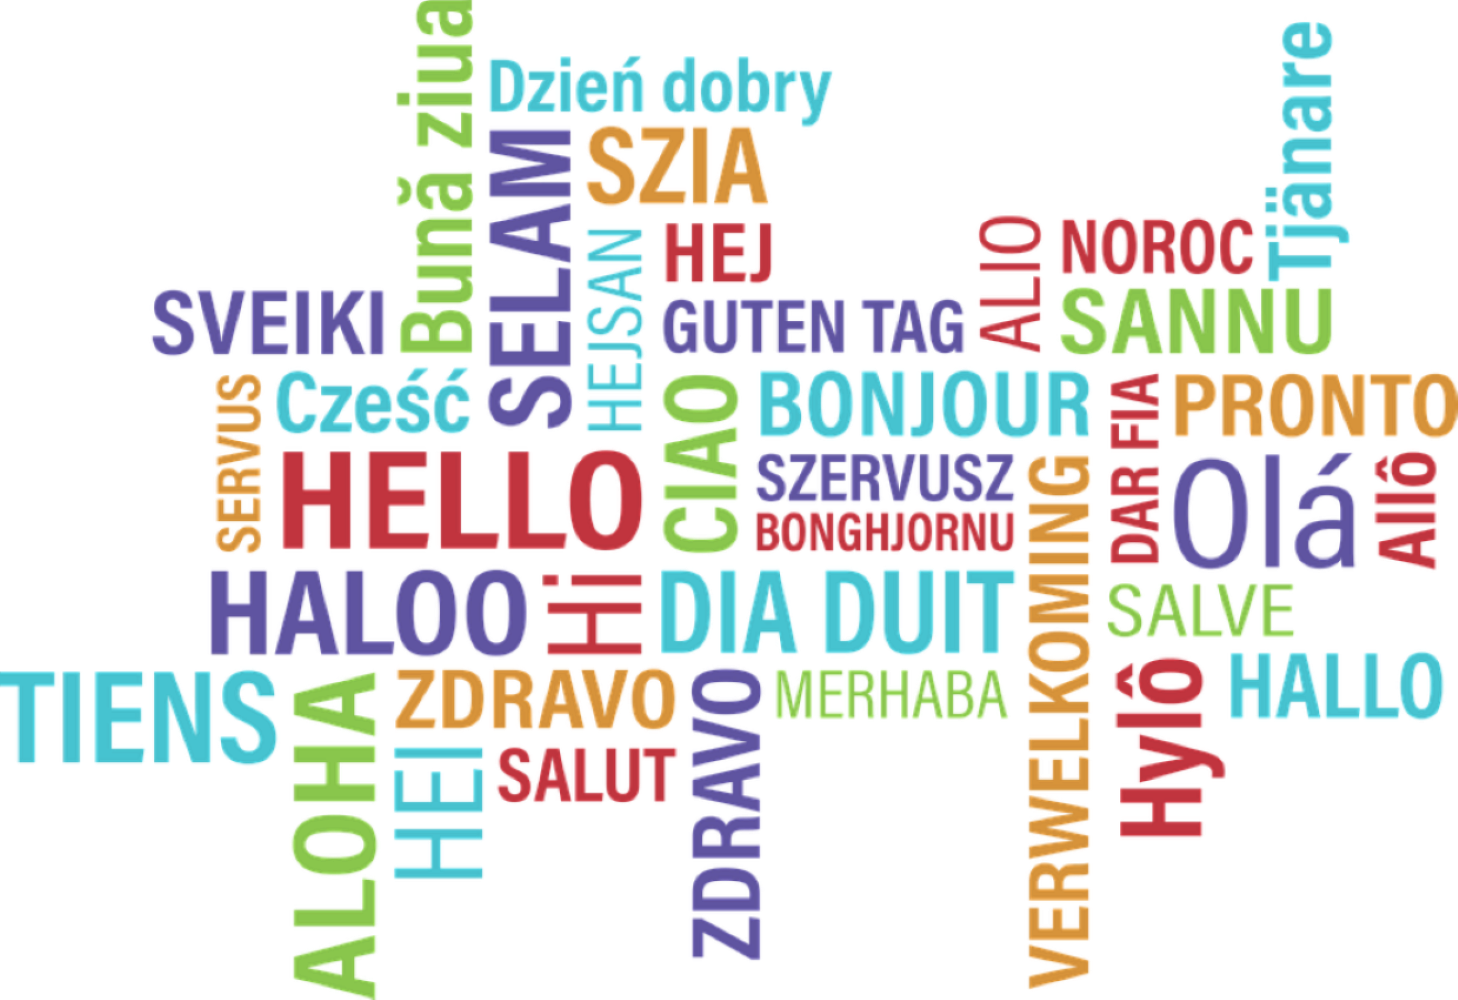 Bună ziua
Dzień dobry
Tjänare
SELAM
SZIA
HEJSAN
HEJ
ALIO
NOROC
SVEIKI
GUTEN TAG
SANNU
SERVUS
Cześć
CIAO
BONJOUR
DAR FIA
PRONTO
HELLO
SZERVUSZ
BONGHJORNU
VERWELKOMING
Olá
Allô
HALOO
Hi
DIA DUIT
SALVE
TIENS
ALOHA
ZDRAVO
ZDRAVO
MERHABA
Hylô
HALLO
HEI
SALUT